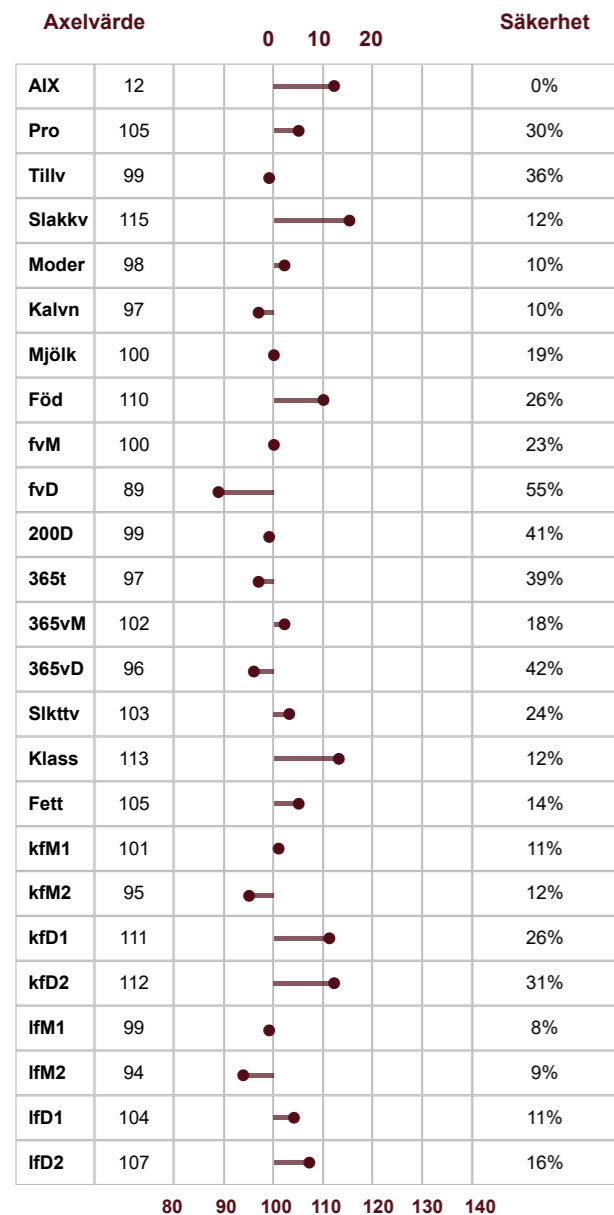 Axelvärde Säkerhet
0 10 20
AIX 12 0%
Pro 105 30%
Tillv 99 36%
Slakkv 115 12%
Moder 98 10%
Kalvn 97 10%
Mjölk 100 19%
Föd 110 26%
fvM 100 23%
fvD 89 55%
200D 99 41%
365t 97 39%
365vM 102 18%
365vD 96 42%
Slkttv 103 24%
Klass 113 12%
Fett 105 14%
kfM1 101 11%
kfM2 95 12%
kfD1 111 26%
kfD2 112 31%
lfM1 99 8%
lfM2 94 9%
lfD1 104 11%
lfD2 107 16%
80 90 100 110 120 130 140